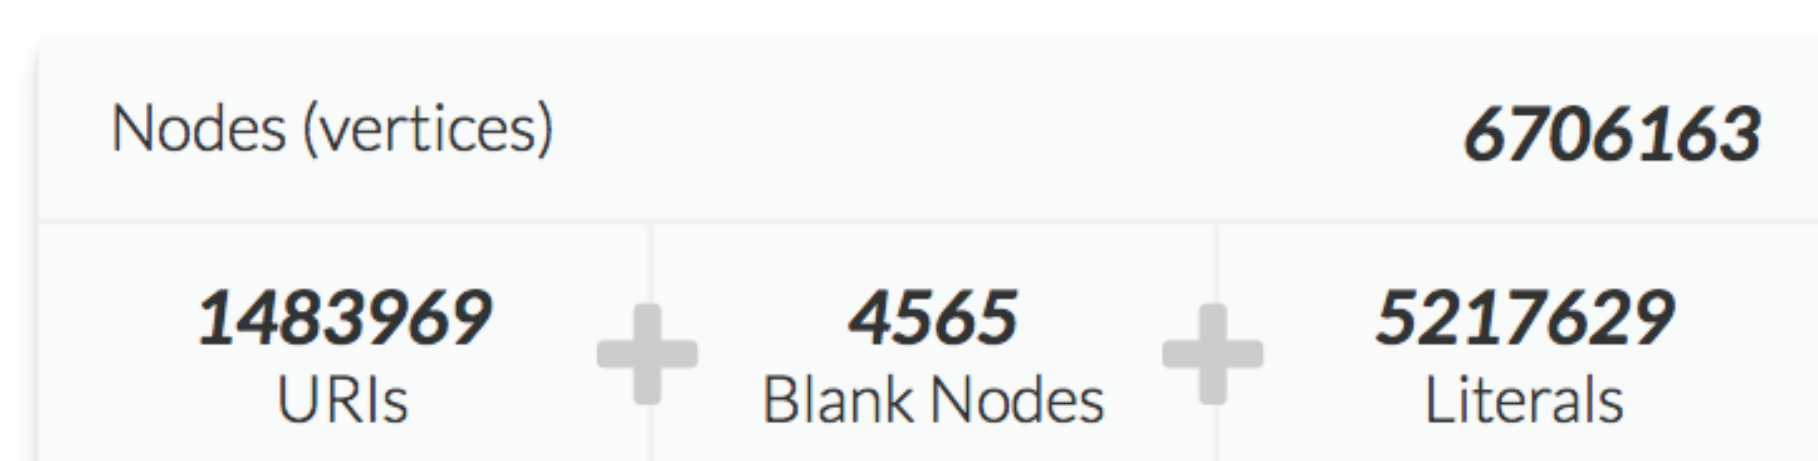 Nodes (vertices) 6706163
1483969 4565 5217629
URIs Blank Nodes Literals